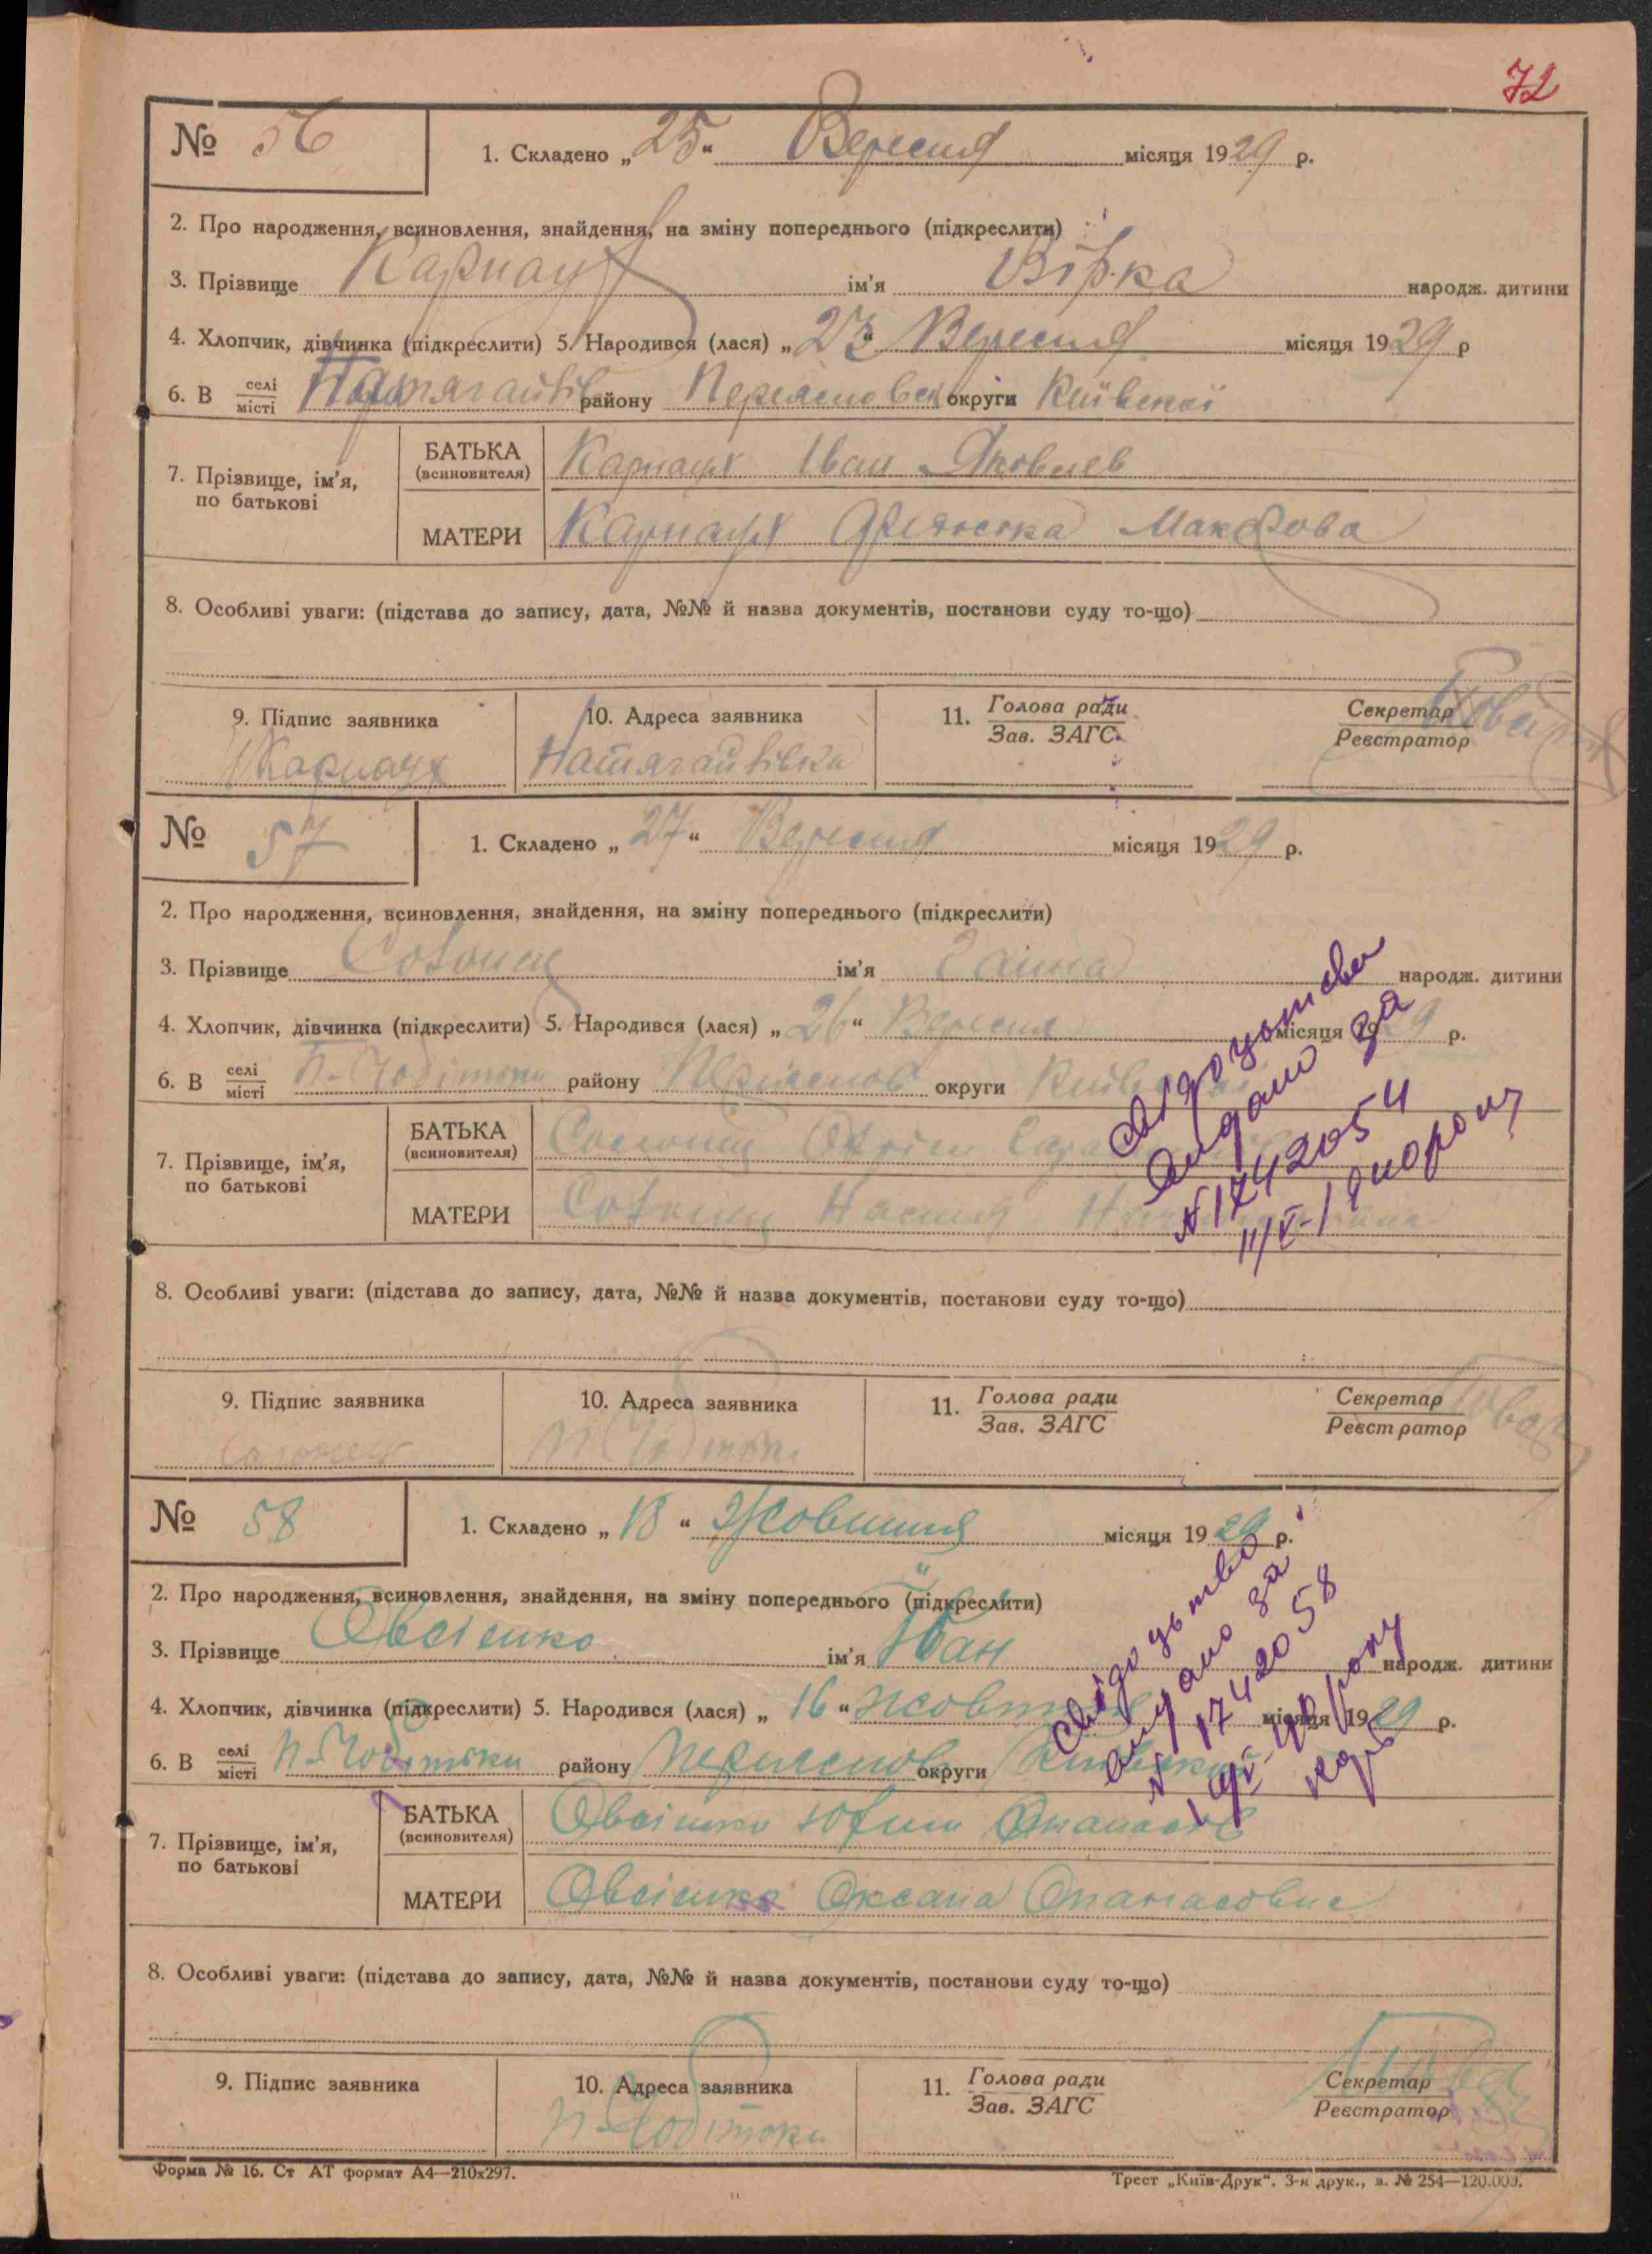 72
№ 56
1. Складено „25“ Вересня місяця 1929 р.
2. Про народження, всиновлення, знайдення, на зміну попереднього (підкреслити)
3. Прізвище Карнаух ім'я Вірка народж. дитини
4. Хлопчик, дівчинка (підкреслити) 5. Народився (лася) „23“ Вересня місяця 1929 р
6. В селі місті району округи Київської
7. Прізвище, ім'я, по батькові
БАТЬКА (всиновителя) Карнаух Іван Яковлев
МАТЕРИ Карнаух
8. Особливі уваги: (підстава до запису, дата, №№ й назва документів, постанови суду то-що)
9. Підпис заявника
10. Адреса заявника
11. Голова ради Зав. ЗАГС
Секретар Реєстратор
Карнаух
Натягайлівка
№ 57
1. Складено „27“ Вересня місяця 1929 р.
2. Про народження, всиновлення, знайдення, на зміну попереднього (підкреслити)
3. Прізвище ім'я Ганна народж. дитини
4. Хлопчик, дівчинка (підкреслити) 5. Народився (лася) „26“ Вересня місяця 1929 р.
6. В селі місті району округи
7. Прізвище, ім'я, по батькові
БАТЬКА (всиновителя)
МАТЕРИ Настя
Свідоцтво
видано за
№ 1742054
8. Особливі уваги: (підстава до запису, дата, №№ й назва документів, постанови суду то-що)
9. Підпис заявника
10. Адреса заявника
11. Голова ради Зав. ЗАГС
Секретар Реєстратор
П-Чобітьки
№ 58
1. Складено „18“ Жовтня місяця 1929 р.
2. Про народження, всиновлення, знайдення, на зміну попереднього (підкреслити)
3. Прізвище Овсієнко ім'я Іван народж. дитини
4. Хлопчик, дівчинка (підкреслити) 5. Народився (лася) „16“ Жовтня місяця 1929 р.
6. В селі місті П-Чобітьки району округи
7. Прізвище, ім'я, по батькові
БАТЬКА (всиновителя) Овсієнко
МАТЕРИ Овсієнко Оксана Опанасовна
Свідоцтво
видано за
№ 1742058
8. Особливі уваги: (підстава до запису, дата, №№ й назва документів, постанови суду то-що)
9. Підпис заявника
10. Адреса заявника
11. Голова ради Зав. ЗАГС
Секретар Реєстратор
П-Чобітьки
Форма № 16. Ст АТ формат А4—210х297.
Трест „Київ-Друк“. 3-я друк., з. № 254—120.000.